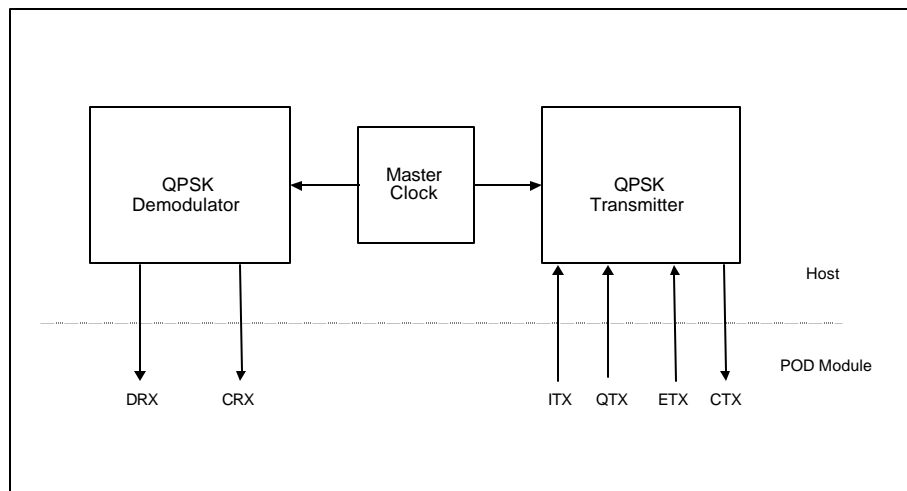 QPSK
Demodulator
Master
Clock
QPSK
Transmitter
Host
POD Module
DRX
CRX
ITX
QTX
ETX
CTX